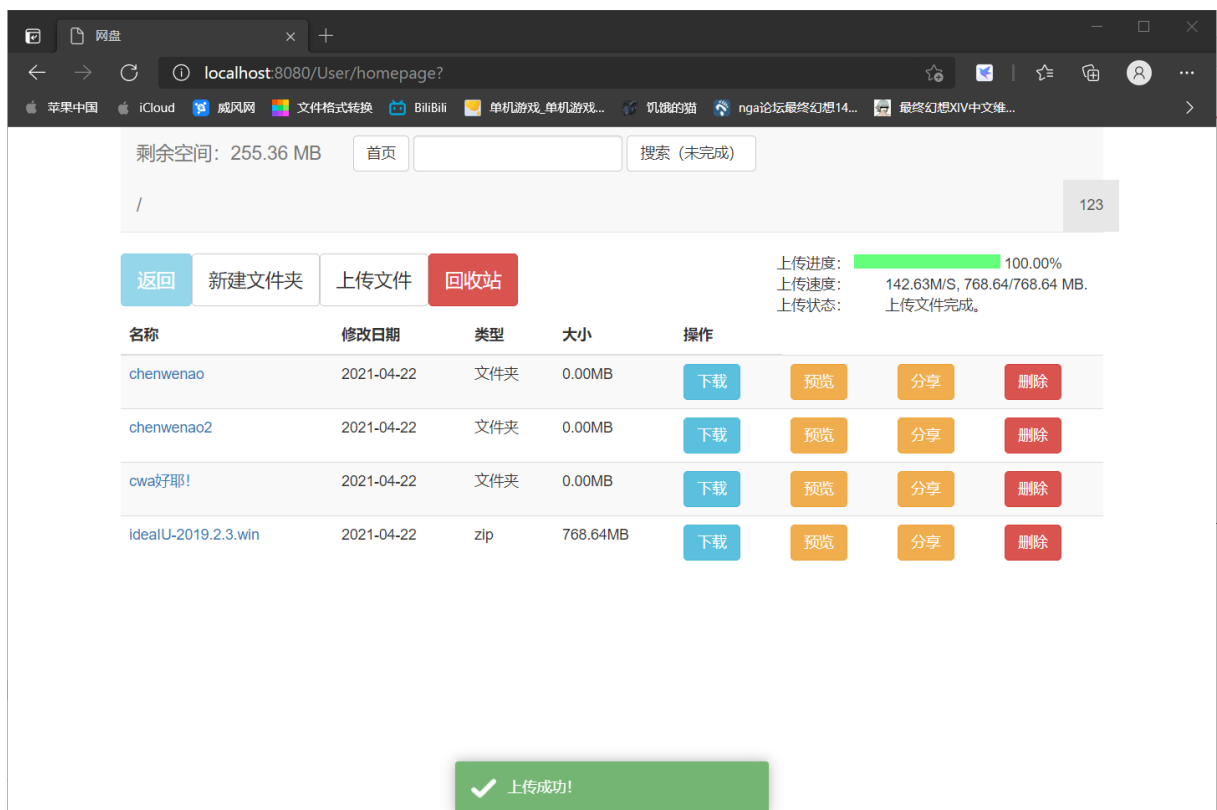 网盘
localhost:8080/User/homepage?
苹果中国 iCloud 威风网 文件格式转换 BiliBili 单机游戏_单机游戏... 饥饿的猫 nga论坛最终幻想14... 最终幻想XIV中文维...
剩余空间：255.36 MB 首页 搜索（未完成）
/ 123
返回 新建文件夹 上传文件 回收站
上传进度： 100.00%
上传速度： 142.63M/S, 768.64/768.64 MB.
上传状态： 上传文件完成。
名称 修改日期 类型 大小 操作
chenwenao 2021-04-22 文件夹 0.00MB 下载 预览 分享 删除
chenwenao2 2021-04-22 文件夹 0.00MB 下载 预览 分享 删除
cwa好耶！ 2021-04-22 文件夹 0.00MB 下载 预览 分享 删除
ideaIU-2019.2.3.win 2021-04-22 zip 768.64MB 下载 预览 分享 删除
上传成功！